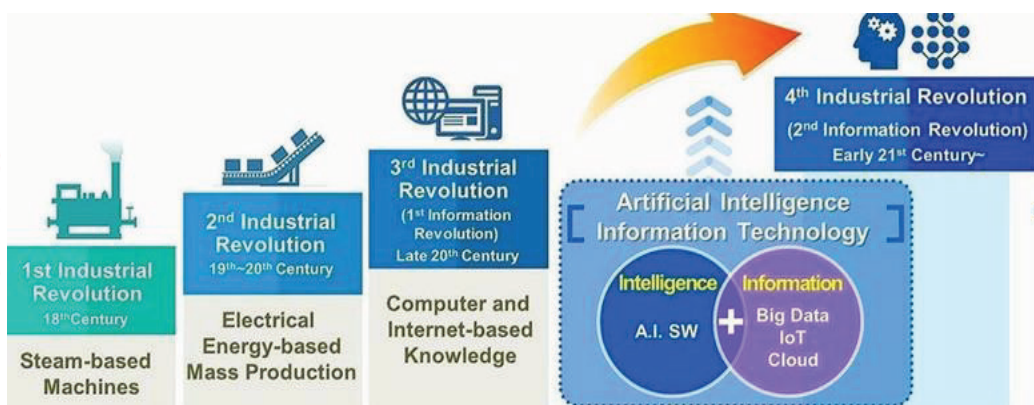 1st Industrial
Revolution
18thCentury
Steam-based
Machines
2nd Industrial
Revolution
19th~20th Century
Electrical
Energy-based
Mass Production
3rd Industrial
Revolution
(1st Information
Revolution)
Late 20th Century
Computer and
Internet-based
Knowledge
4th Industrial Revolution
(2nd Information Revolution)
Early 21st Century~
Artificial Intelligence
Information Technology
Intelligence
A.I. SW
+
Information
Big Data
IoT
Cloud